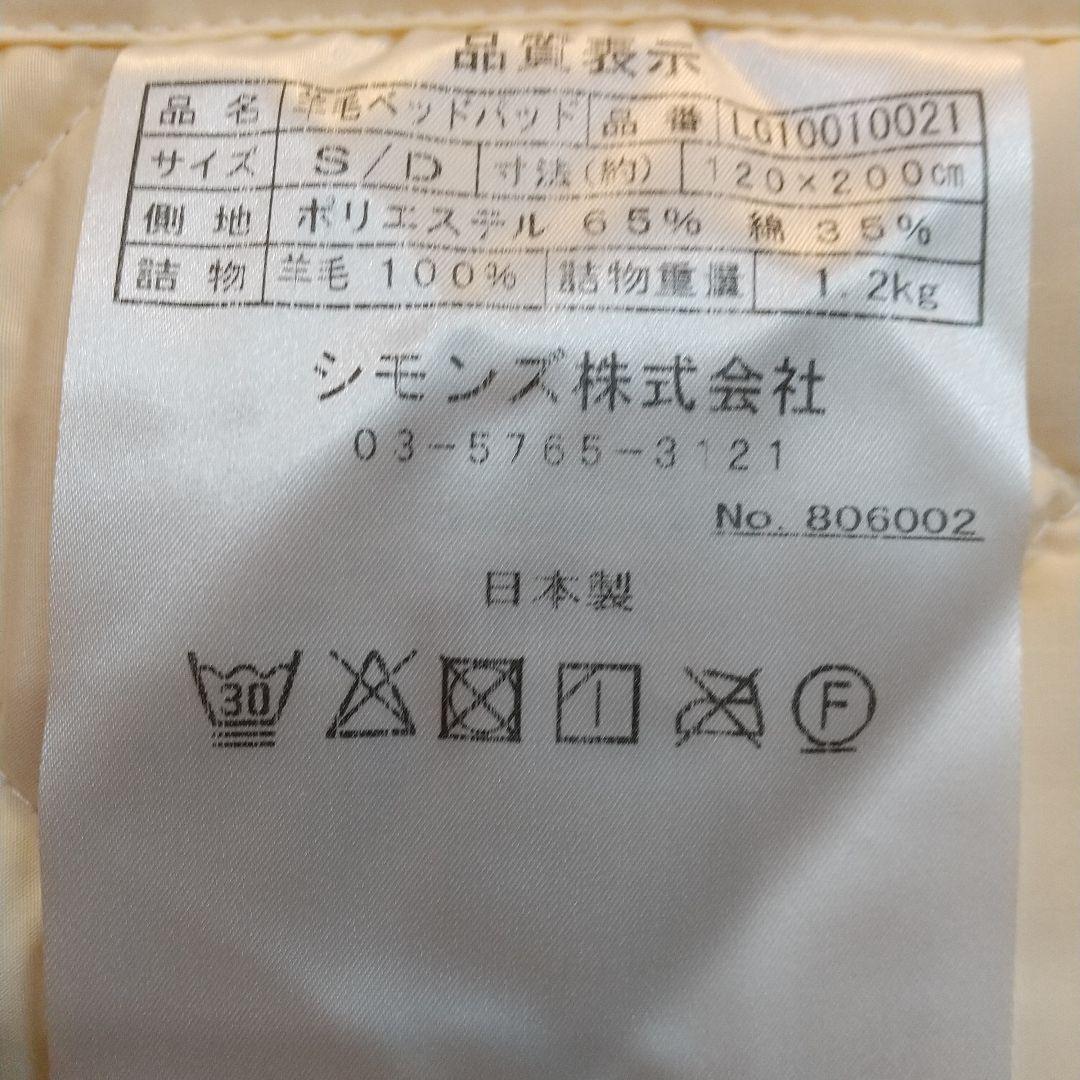 品質表示
品名 羊毛ベッドパッド 品番 LG10010021
サイズ S/D 寸法(約) 120×200㎝
側地 ポリエステル 65% 綿 35%
詰物 羊毛 100% 詰物重量 1.2kg
シモンズ株式会社
03-5765-3121
No. 806002
日本製
30 F